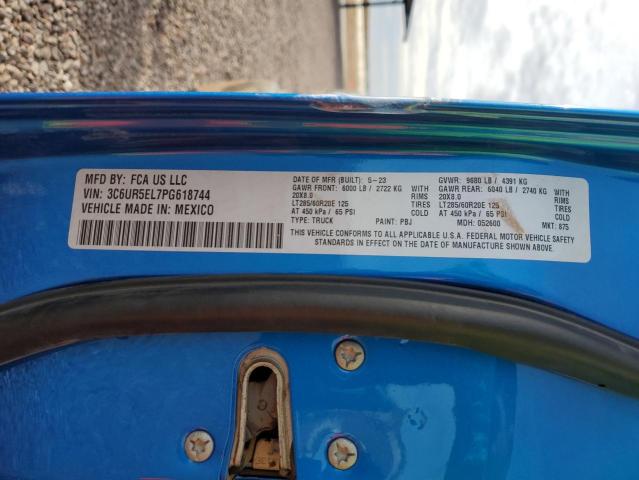 MFD BY: FCA US LLC
VIN: 3C6UR5EL7PG618744
VEHICLE MADE IN: MEXICO
DATE OF MFR (BUILT): 5-23
GVWR: 9680 LB / 4391 KG
GAWR FRONT: 6000 LB / 2722 KG WITH
GAWR REAR: 6040 LB / 2740 KG WITH
20X8.0 RIMS
20X8.0 RIMS
LT285/60R20E 125 TIRES
LT285/60R20E 125 TIRES
AT 450 kPa / 65 PSI COLD
AT 450 kPa / 65 PSI COLD
TYPE: TRUCK PAINT: PBJ MDH: 052600 MKT: 875
THIS VEHICLE CONFORMS TO ALL APPLICABLE U.S.A. FEDERAL MOTOR VEHICLE SAFETY
STANDARDS IN EFFECT ON THE DATE OF MANUFACTURE SHOWN ABOVE.